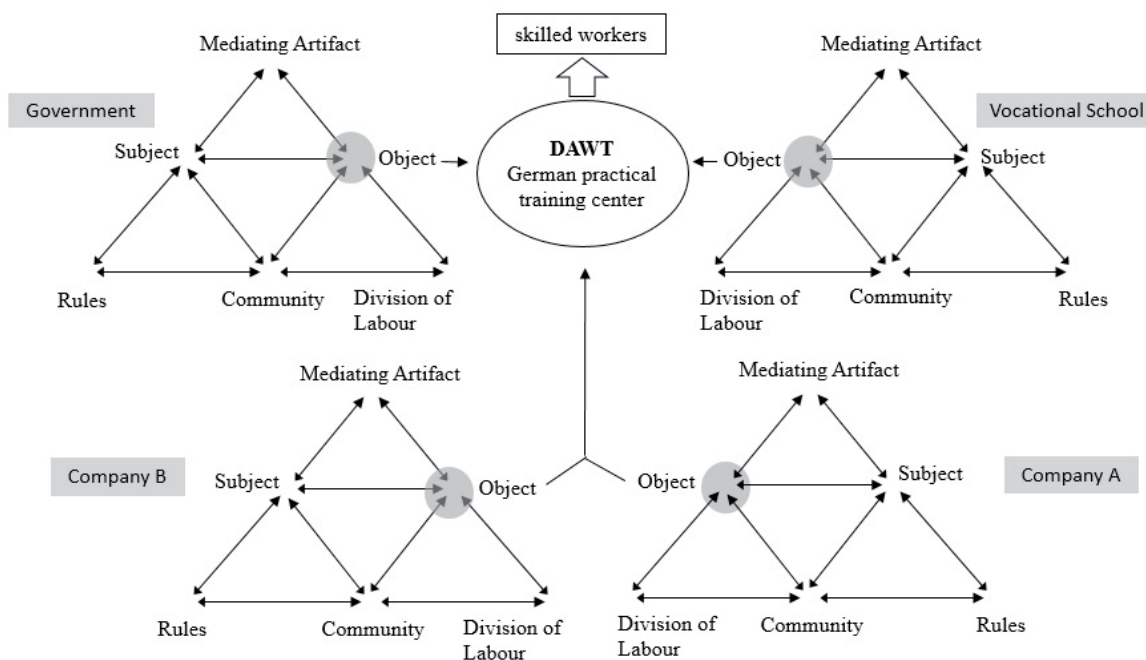 skilled workers
Mediating Artifact
Mediating Artifact
Government
Vocational School
Subject
Object
DAWT
German practical
training center
Object
Subject
Rules
Community
Division of
Labour
Division of
Labour
Community
Rules
Mediating Artifact
Mediating Artifact
Company B
Subject
Object
Object
Subject
Company A
Rules
Community
Division of
Labour
Division of
Labour
Community
Rules